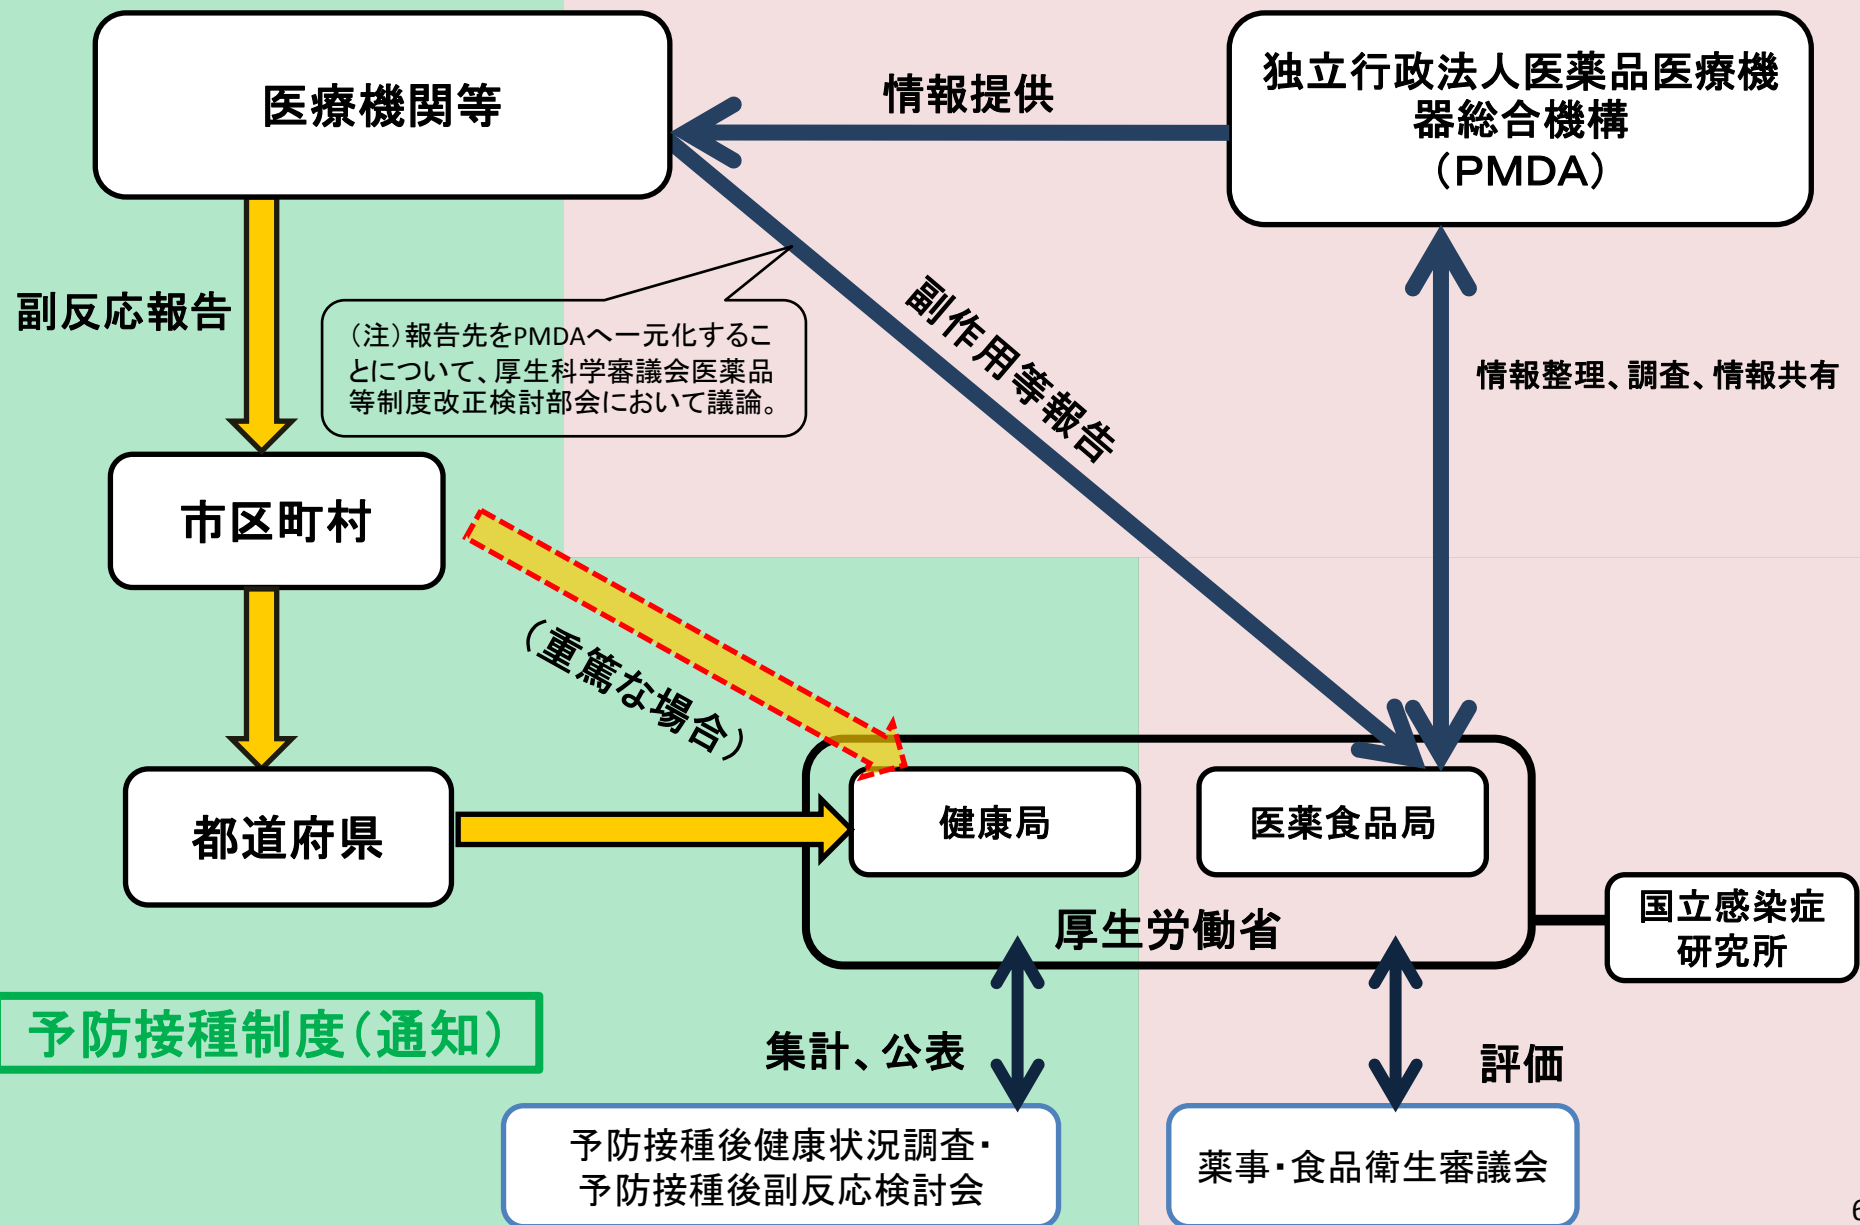 医療機関等
情報提供
独立行政法人医薬品医療機
器総合機構
（PMDA）
副反応報告
（注）報告先をPMDAへ一元化するこ
とについて、厚生科学審議会医薬品
等制度改正検討部会において議論。
副作用等報告
情報整理、調査、情報共有
市区町村
（重篤な場合）
都道府県
健康局
医薬食品局
厚生労働省
国立感染症
研究所
予防接種制度（通知）
集計、公表
評価
予防接種後健康状況調査・
予防接種後副反応検討会
薬事・食品衛生審議会
6